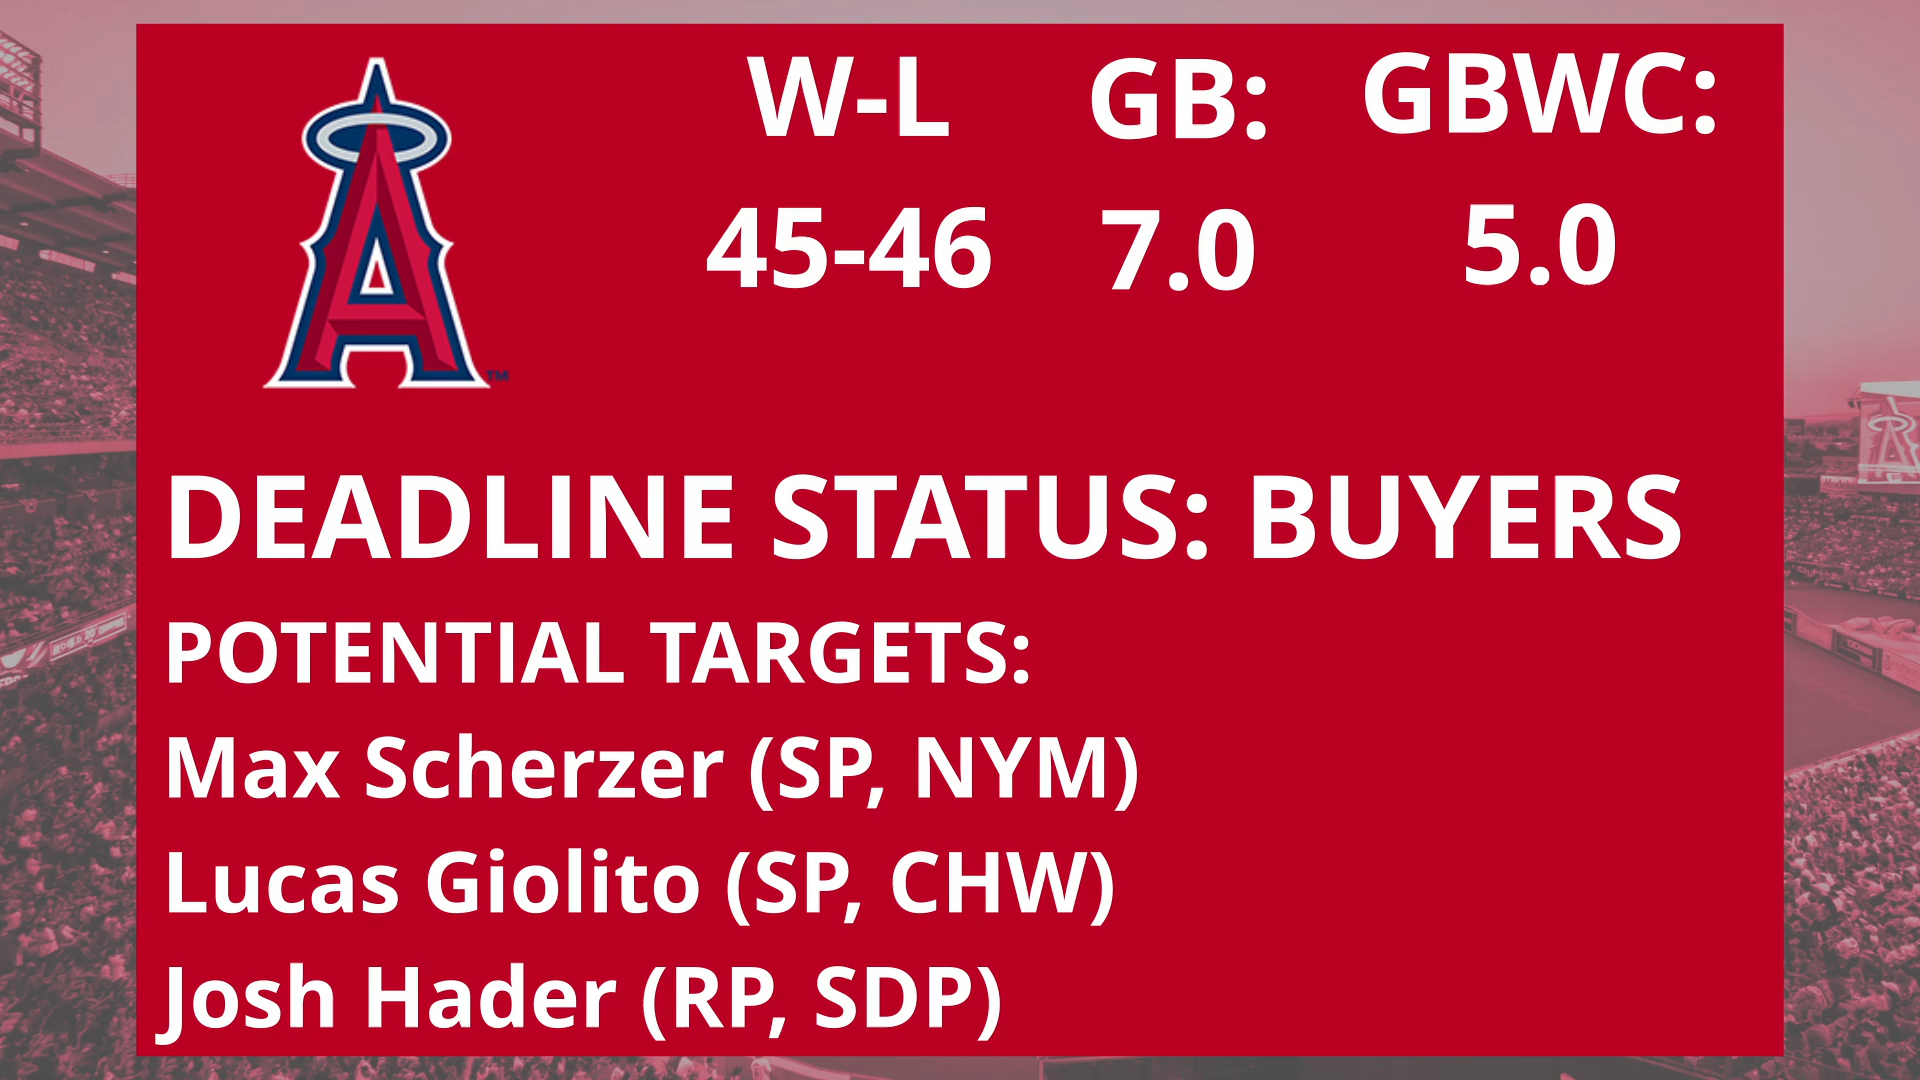 W-L GB: GBWC:
45-46 7.0 5.0
A
TM
DEADLINE STATUS: BUYERS
POTENTIAL TARGETS:
Max Scherzer (SP, NYM)
Lucas Giolito (SP, CHW)
Josh Hader (RP, SDP)